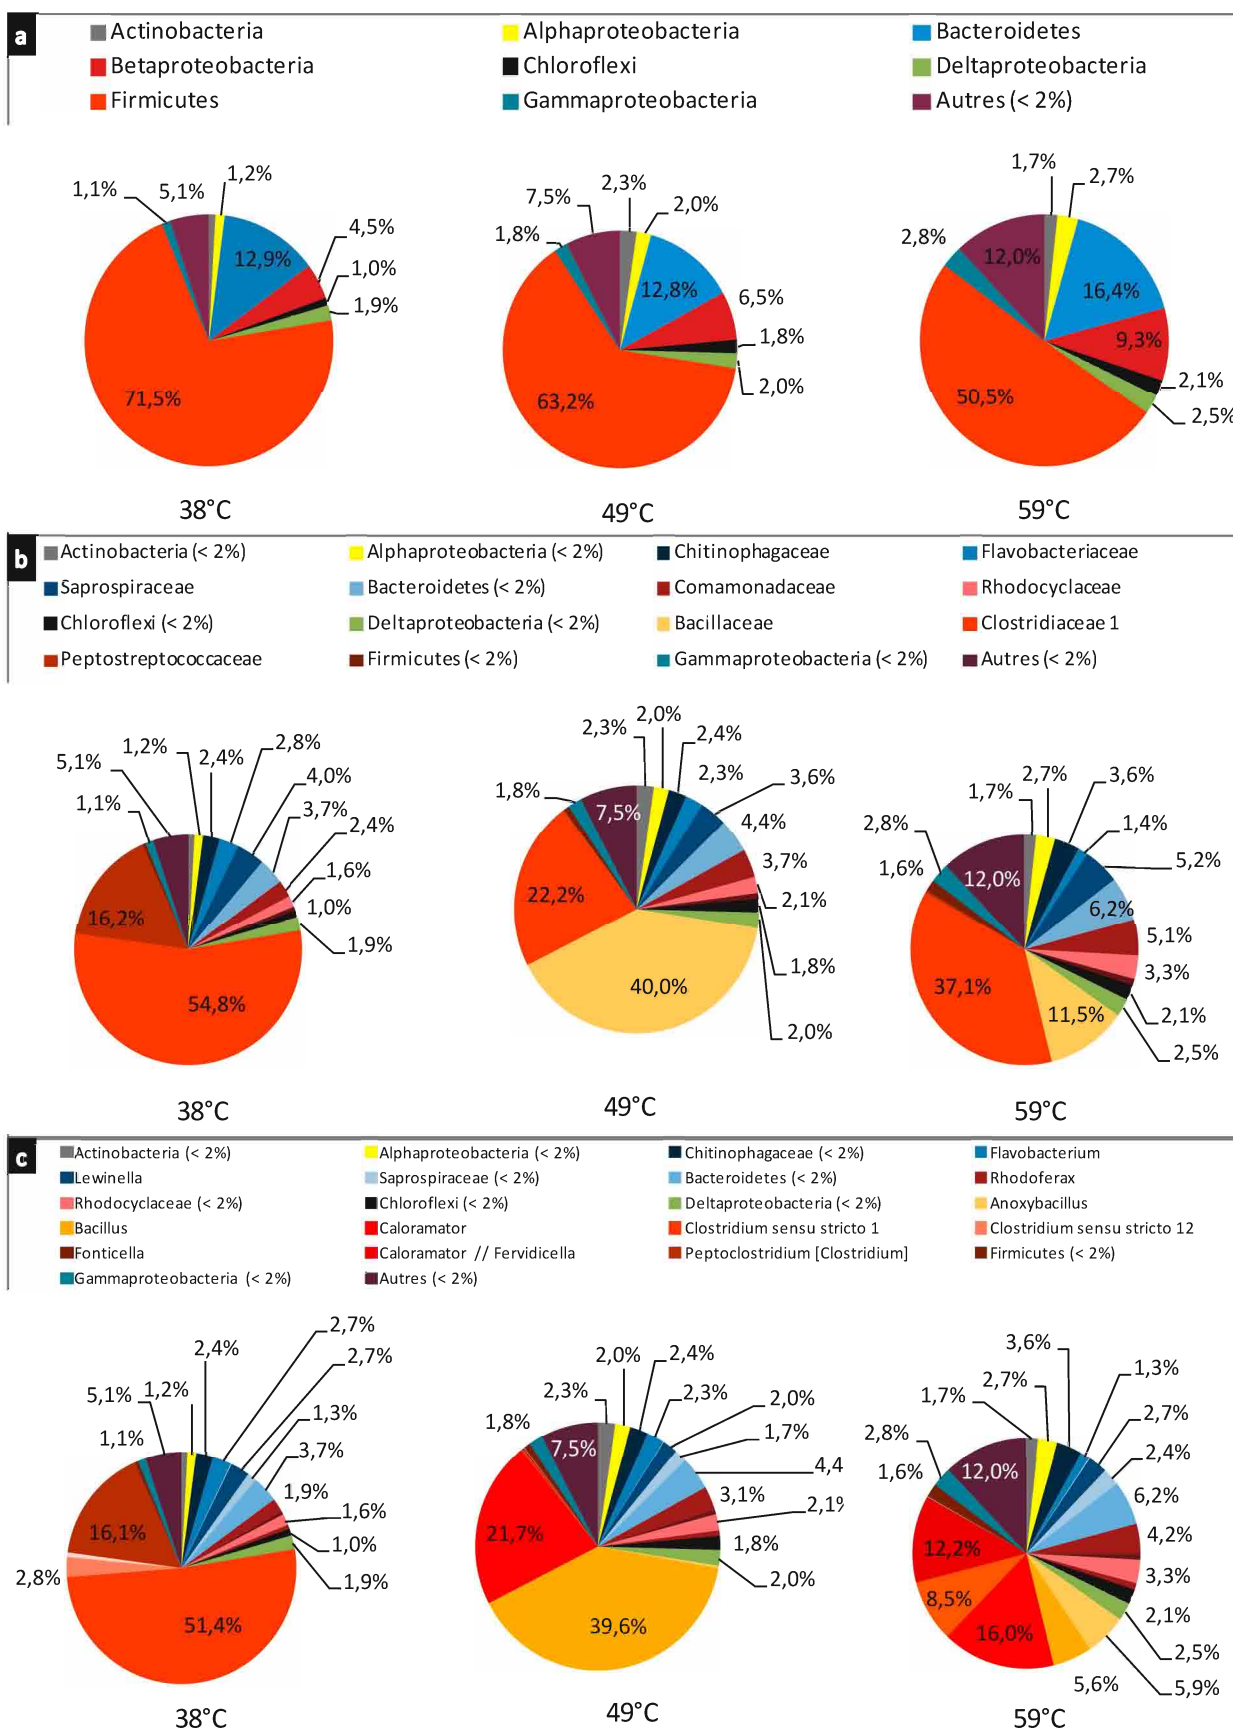 a
Actinobacteria Alphaproteobacteria Bacteroidetes
Betaproteobacteria Chloroflexi Deltaproteobacteria
Firmicutes Gammaproteobacteria Autres (< 2%)
1,1% 5,1% 1,2% 4,5% 1,0% 1,9% 12,9% 71,5%
7,5% 2,3% 2,0% 1,8% 12,8% 6,5% 1,8% 2,0% 63,2%
1,7% 2,7% 2,8% 12,0% 16,4% 9,3% 2,1% 2,5% 50,5%
38°C 49°C 59°C
b
Actinobacteria (< 2%) Alphaproteobacteria (< 2%) Chitinophagaceae Flavobacteriaceae
Saprospiraceae Bacteroidetes (< 2%) Comamonadaceae Rhodocyclaceae
Chloroflexi (< 2%) Deltaproteobacteria (< 2%) Bacillaceae Clostridiaceae 1
Peptostreptococcaceae Firmicutes (< 2%) Gammaproteobacteria (< 2%) Autres (< 2%)
5,1% 1,2% 2,4% 2,8% 4,0% 1,1% 3,7% 2,4% 1,6% 1,0% 1,9% 16,2% 54,8%
2,3% 2,0% 2,4% 2,3% 3,6% 1,8% 7,5% 4,4% 3,7% 2,1% 1,8% 2,0% 22,2% 40,0%
1,7% 2,7% 3,6% 1,4% 2,8% 5,2% 1,6% 12,0% 6,2% 5,1% 3,3% 2,1% 2,5% 37,1% 11,5%
38°C 49°C 59°C
c
Actinobacteria (< 2%) Alphaproteobacteria (< 2%) Chitinophagaceae (< 2%) Flavobacterium
Lewinella Saprospiraceae (< 2%) Bacteroidetes (< 2%) Rhodoferax
Rhodocyclaceae (< 2%) Chloroflexi (< 2%) Deltaproteobacteria (< 2%) Anoxybacillus
Bacillus Caloramator Clostridium sensu stricto 1 Clostridium sensu stricto 12
Fonticella Caloramator // Fervidicella Peptoclostridium [Clostridium] Firmicutes (< 2%)
Gammaproteobacteria (< 2%) Autres (< 2%)
5,1% 1,2% 2,4% 2,7% 2,7% 1,3% 1,1% 3,7% 1,9% 1,6% 1,0% 1,9% 16,1% 2,8% 51,4%
2,3% 2,0% 2,4% 2,3% 2,0% 1,7% 1,8% 7,5% 4,4 3,1% 2,1% 1,8% 2,0% 21,7% 39,6%
1,7% 2,7% 3,6% 1,3% 2,7% 2,8% 2,4% 1,6% 12,0% 6,2% 4,2% 3,3% 2,1% 2,5% 5,9% 5,6% 12,2% 8,5% 16,0%
38°C 49°C 59°C